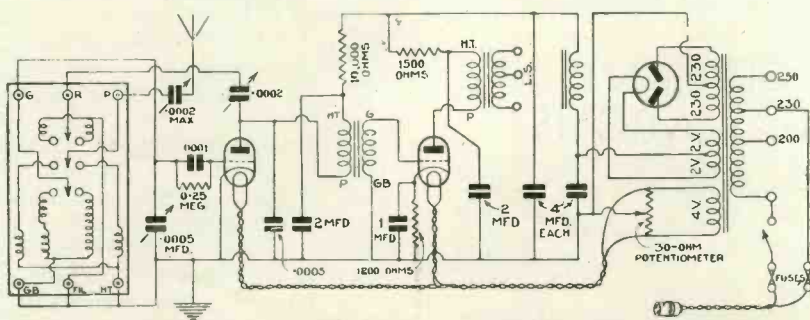 G
R
P
.0002
MAX
.0002
.0001
0.25
MEG
.0005
MFD.
GB
FIL
HT
10,000
OHMS
HT
P
G
GB
.0003
2 MFD
1
MFD
1800 OHMS
1500
OHMS
H.T.
P
L.S.
2
MFD
4
MFD.
EACH
230
230
2V.
2V
4V.
30-OHM
POTENTIOMETER
250
230
200
FUSES